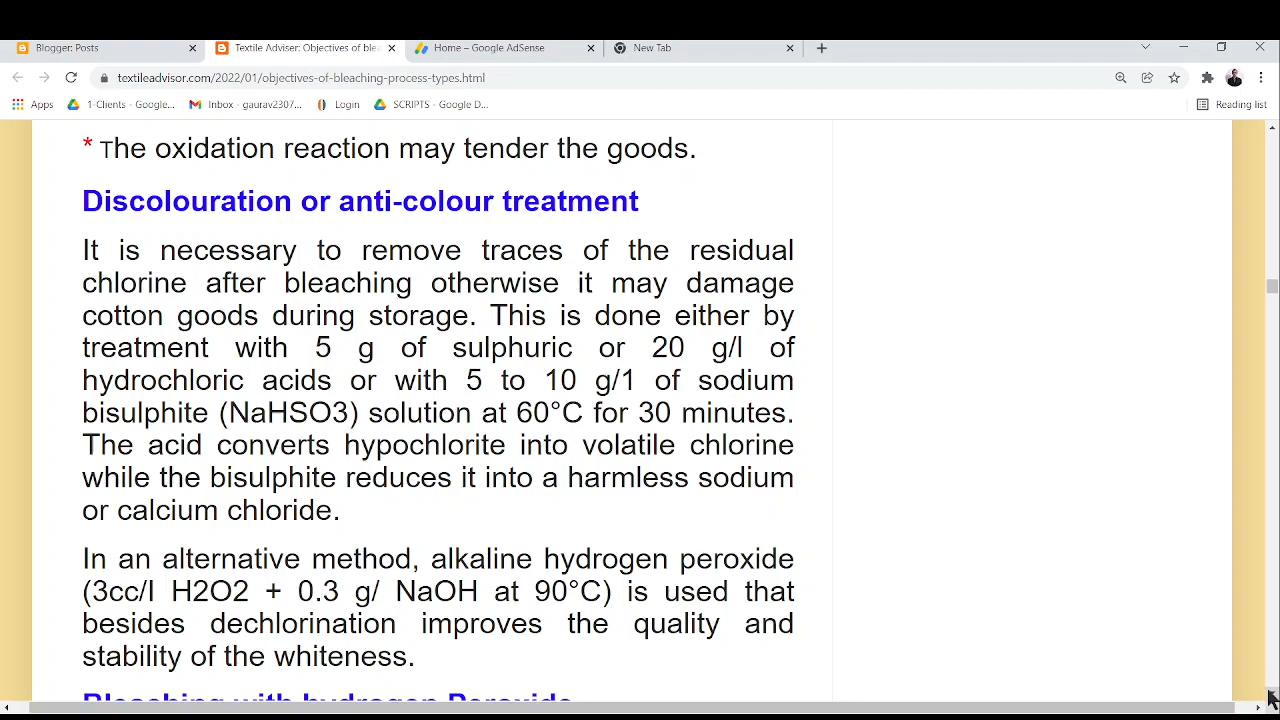 Blogger: Posts
Textile Adviser: Objectives of ble
Home – Google AdSense
New Tab
textileadvisor.com/2022/01/objectives-of-bleaching-process-types.html
Apps
1-Clients - Google...
Inbox - gaurav2307...
Login
SCRIPTS - Google D...
Reading list
* The oxidation reaction may tender the goods.
Discolouration or anti-colour treatment
It is necessary to remove traces of the residual
chlorine after bleaching otherwise it may damage
cotton goods during storage. This is done either by
treatment with 5 g of sulphuric or 20 g/l of
hydrochloric acids or with 5 to 10 g/1 of sodium
bisulphite (NaHSO3) solution at 60°C for 30 minutes.
The acid converts hypochlorite into volatile chlorine
while the bisulphite reduces it into a harmless sodium
or calcium chloride.
In an alternative method, alkaline hydrogen peroxide
(3cc/l H2O2 + 0.3 g/ NaOH at 90°C) is used that
besides dechlorination improves the quality and
stability of the whiteness.
Bleaching with hydrogen Peroxide